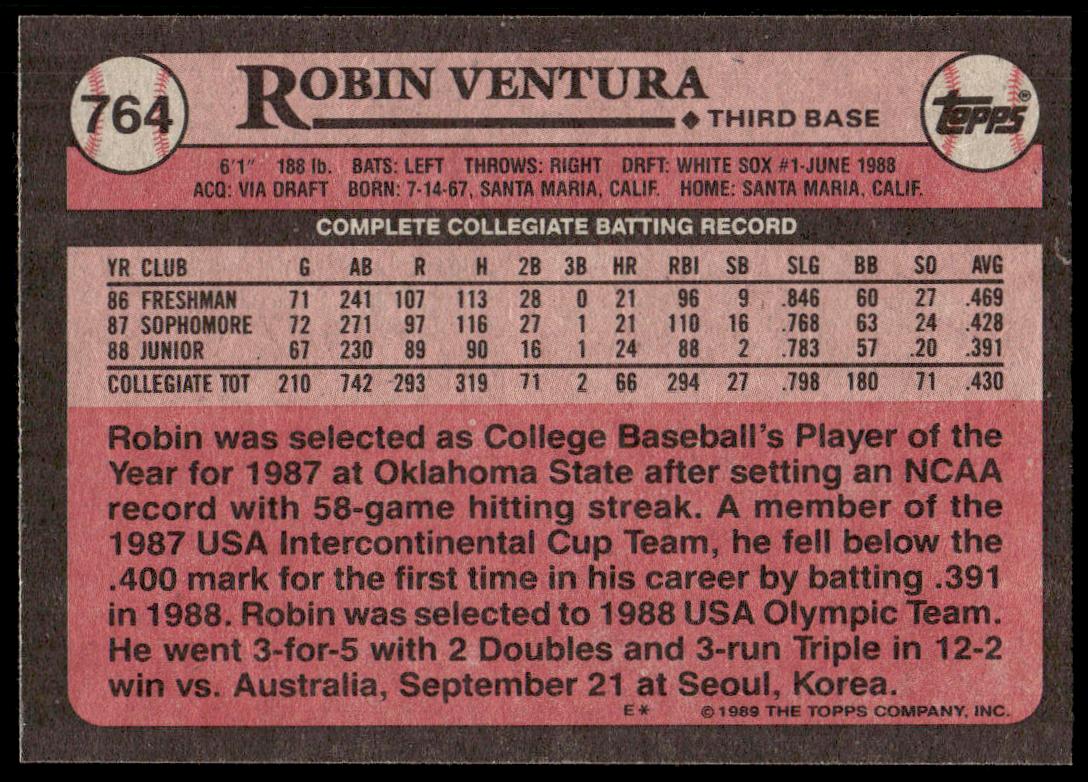 764
ROBIN VENTURA
◆ THIRD BASE
Topps®
6'1" 188 lb. BATS: LEFT THROWS: RIGHT DRFT: WHITE SOX #1-JUNE 1988
ACQ: VIA DRAFT BORN: 7-14-67, SANTA MARIA, CALIF. HOME: SANTA MARIA, CALIF.
COMPLETE COLLEGIATE BATTING RECORD
YR CLUB G AB R H 2B 3B HR RBI SB SLG BB SO AVG
86 FRESHMAN 71 241 107 113 28 0 21 96 9 .846 60 27 .469
87 SOPHOMORE 72 271 97 116 27 1 21 110 16 .768 63 24 .428
88 JUNIOR 67 230 89 90 16 1 24 88 2 .783 57 20 .391
COLLEGIATE TOT 210 742 293 319 71 2 66 294 27 .798 180 71 .430
Robin was selected as College Baseball's Player of the
Year for 1987 at Oklahoma State after setting an NCAA
record with 58-game hitting streak. A member of the
1987 USA Intercontinental Cup Team, he fell below the
.400 mark for the first time in his career by batting .391
in 1988. Robin was selected to 1988 USA Olympic Team.
He went 3-for-5 with 2 Doubles and 3-run Triple in 12-2
win vs. Australia, September 21 at Seoul, Korea.
E* ©1989 THE TOPPS COMPANY, INC.